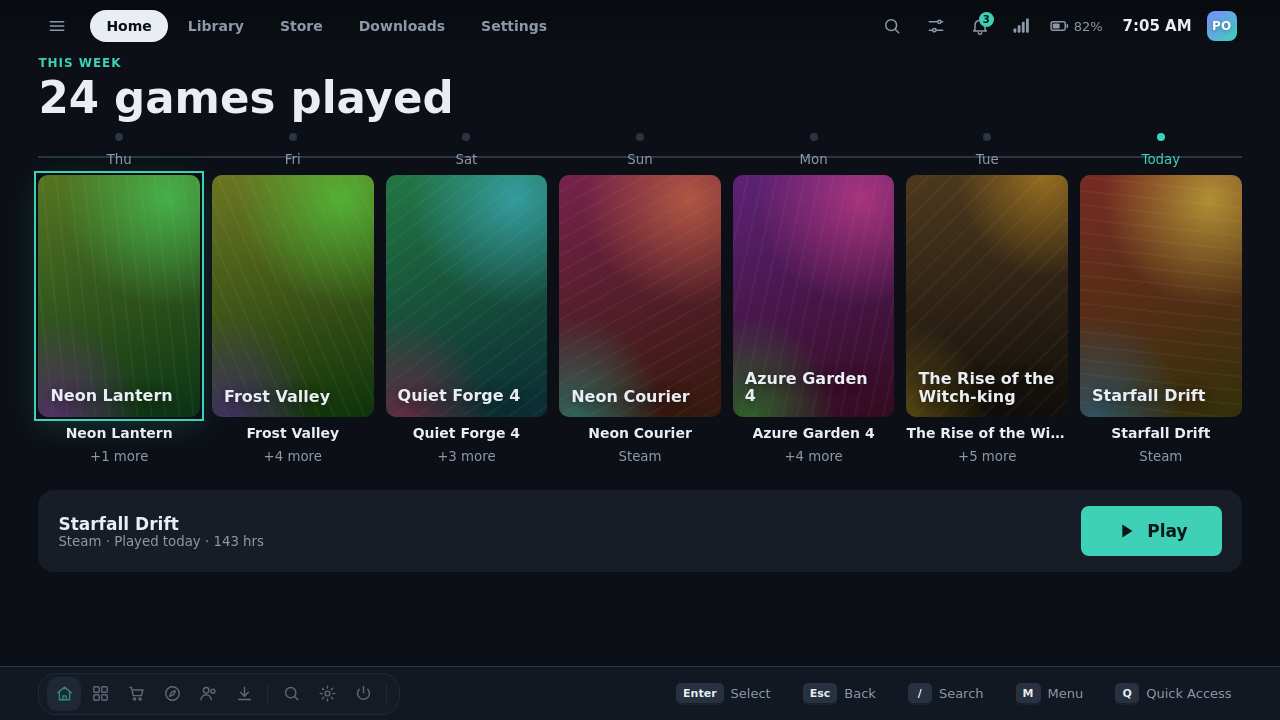 Home Library Store Downloads Settings 3 82% 7:05 AM PO
THIS WEEK
24 games played
Thu Fri Sat Sun Mon Tue Today
Neon Lantern
Frost Valley
Quiet Forge 4
Neon Courier
Azure Garden
4
The Rise of the
Witch-king
Starfall Drift
Neon Lantern Frost Valley Quiet Forge 4 Neon Courier Azure Garden 4 The Rise of the Wi... Starfall Drift
+1 more +4 more +3 more Steam +4 more +5 more Steam
Starfall Drift
Steam · Played today · 143 hrs
Play
Enter Select Esc Back / Search M Menu Q Quick Access